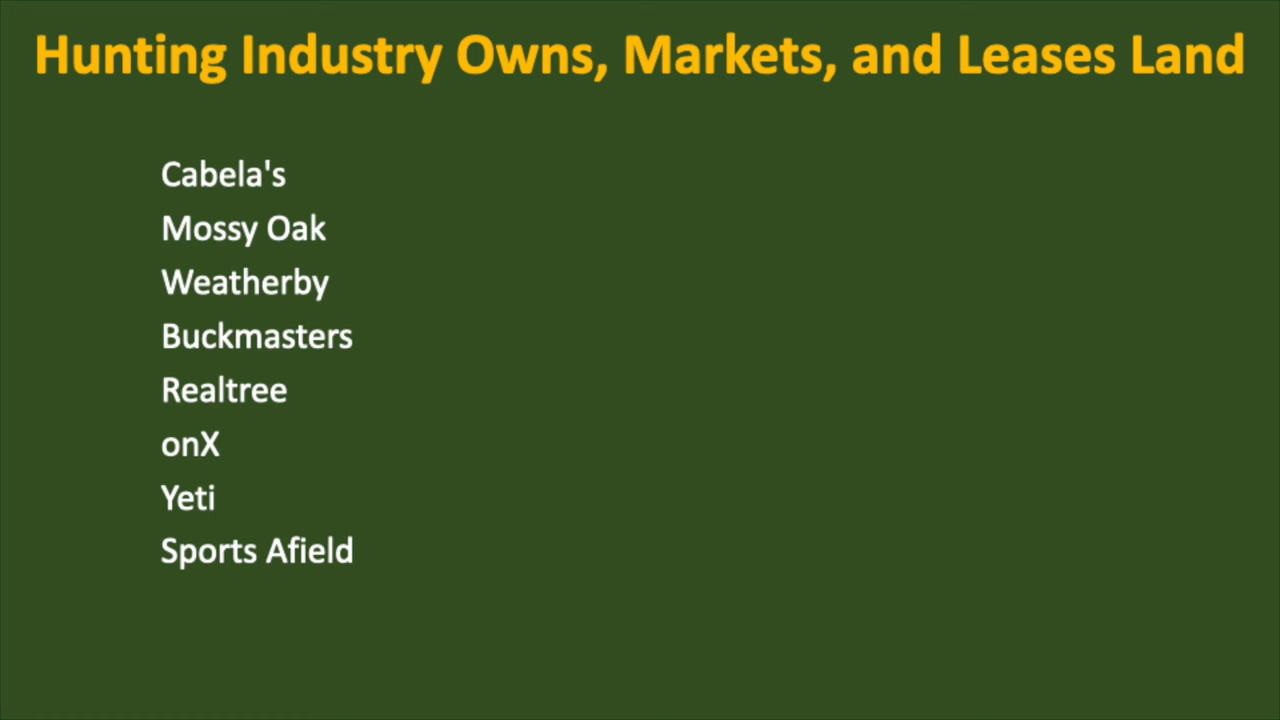 Hunting Industry Owns, Markets, and Leases Land
Cabela's
Mossy Oak
Weatherby
Buckmasters
Realtree
onX
Yeti
Sports Afield